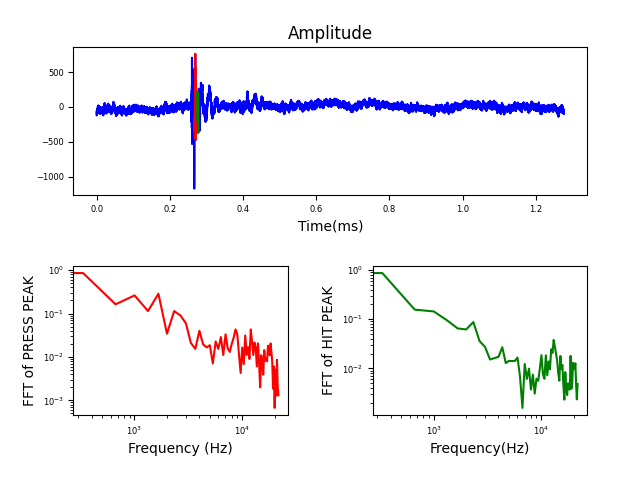 Amplitude
500
0
−500
−1000
0.0 0.2 0.4 0.6 0.8 1.0 1.2
Time(ms)
FFT of PRESS PEAK
10⁰
10⁻¹
10⁻²
10⁻³
10³ 10⁴
Frequency (Hz)
FFT of HIT PEAK
10⁰
10⁻¹
10⁻²
10³ 10⁴
Frequency(Hz)